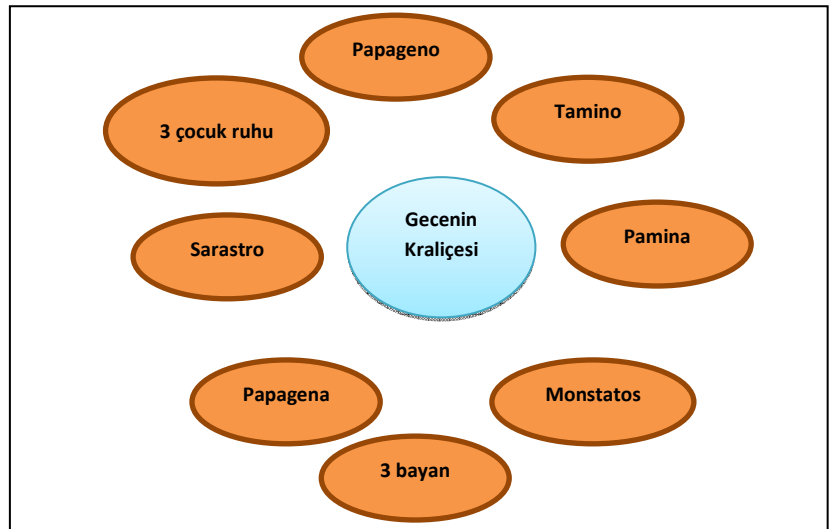 Papageno
Tamino
3 çocuk ruhu
Gecenin
Kraliçesi
Pamina
Sarastro
Papagena
Monstatos
3 bayan